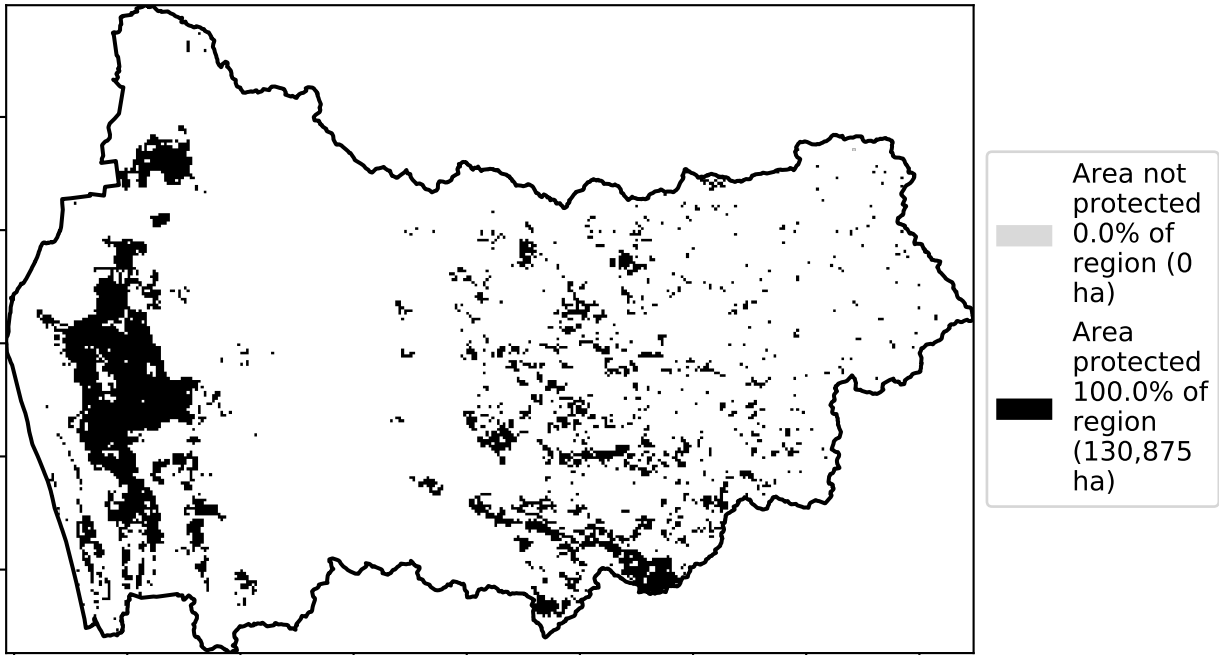 Area not
protected
0.0% of
region (0
ha)
Area
protected
100.0% of
region
(130,875
ha)